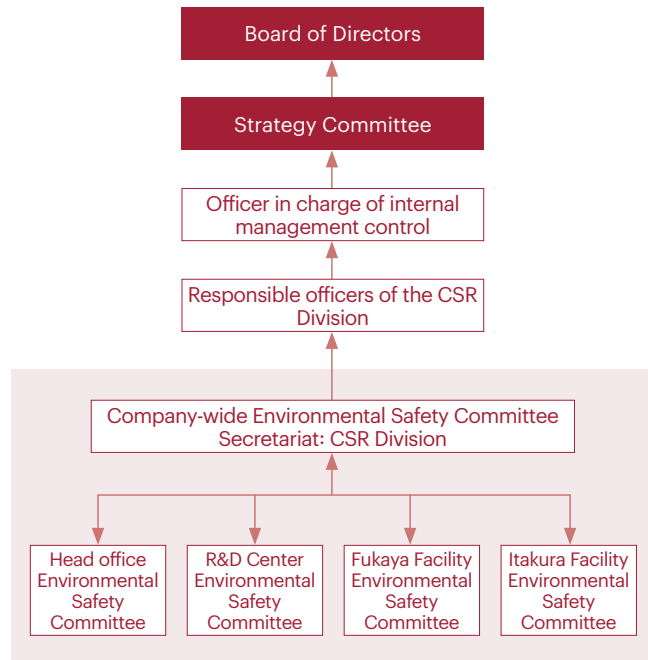 Board of Directors
Strategy Committee
Officer in charge of internal
management control
Responsible officers of the CSR
Division
Company-wide Environmental Safety Committee
Secretariat: CSR Division
Head office
Environmental
Safety
Committee
R&D Center
Environmental
Safety
Committee
Fukaya Facility
Environmental
Safety
Committee
Itakura Facility
Environmental
Safety
Committee